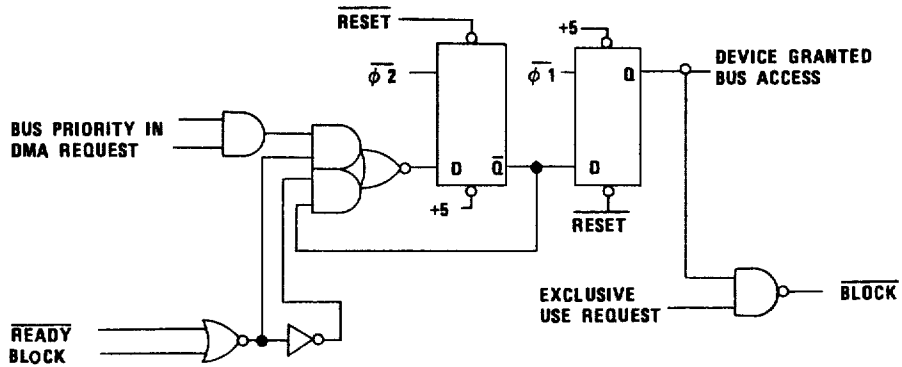 RESET
+5
φ2
φ1
Q
DEVICE GRANTED
BUS ACCESS
BUS PRIORITY IN
DMA REQUEST
D
Q
D
+5
RESET
EXCLUSIVE
USE REQUEST
BLOCK
READY
BLOCK